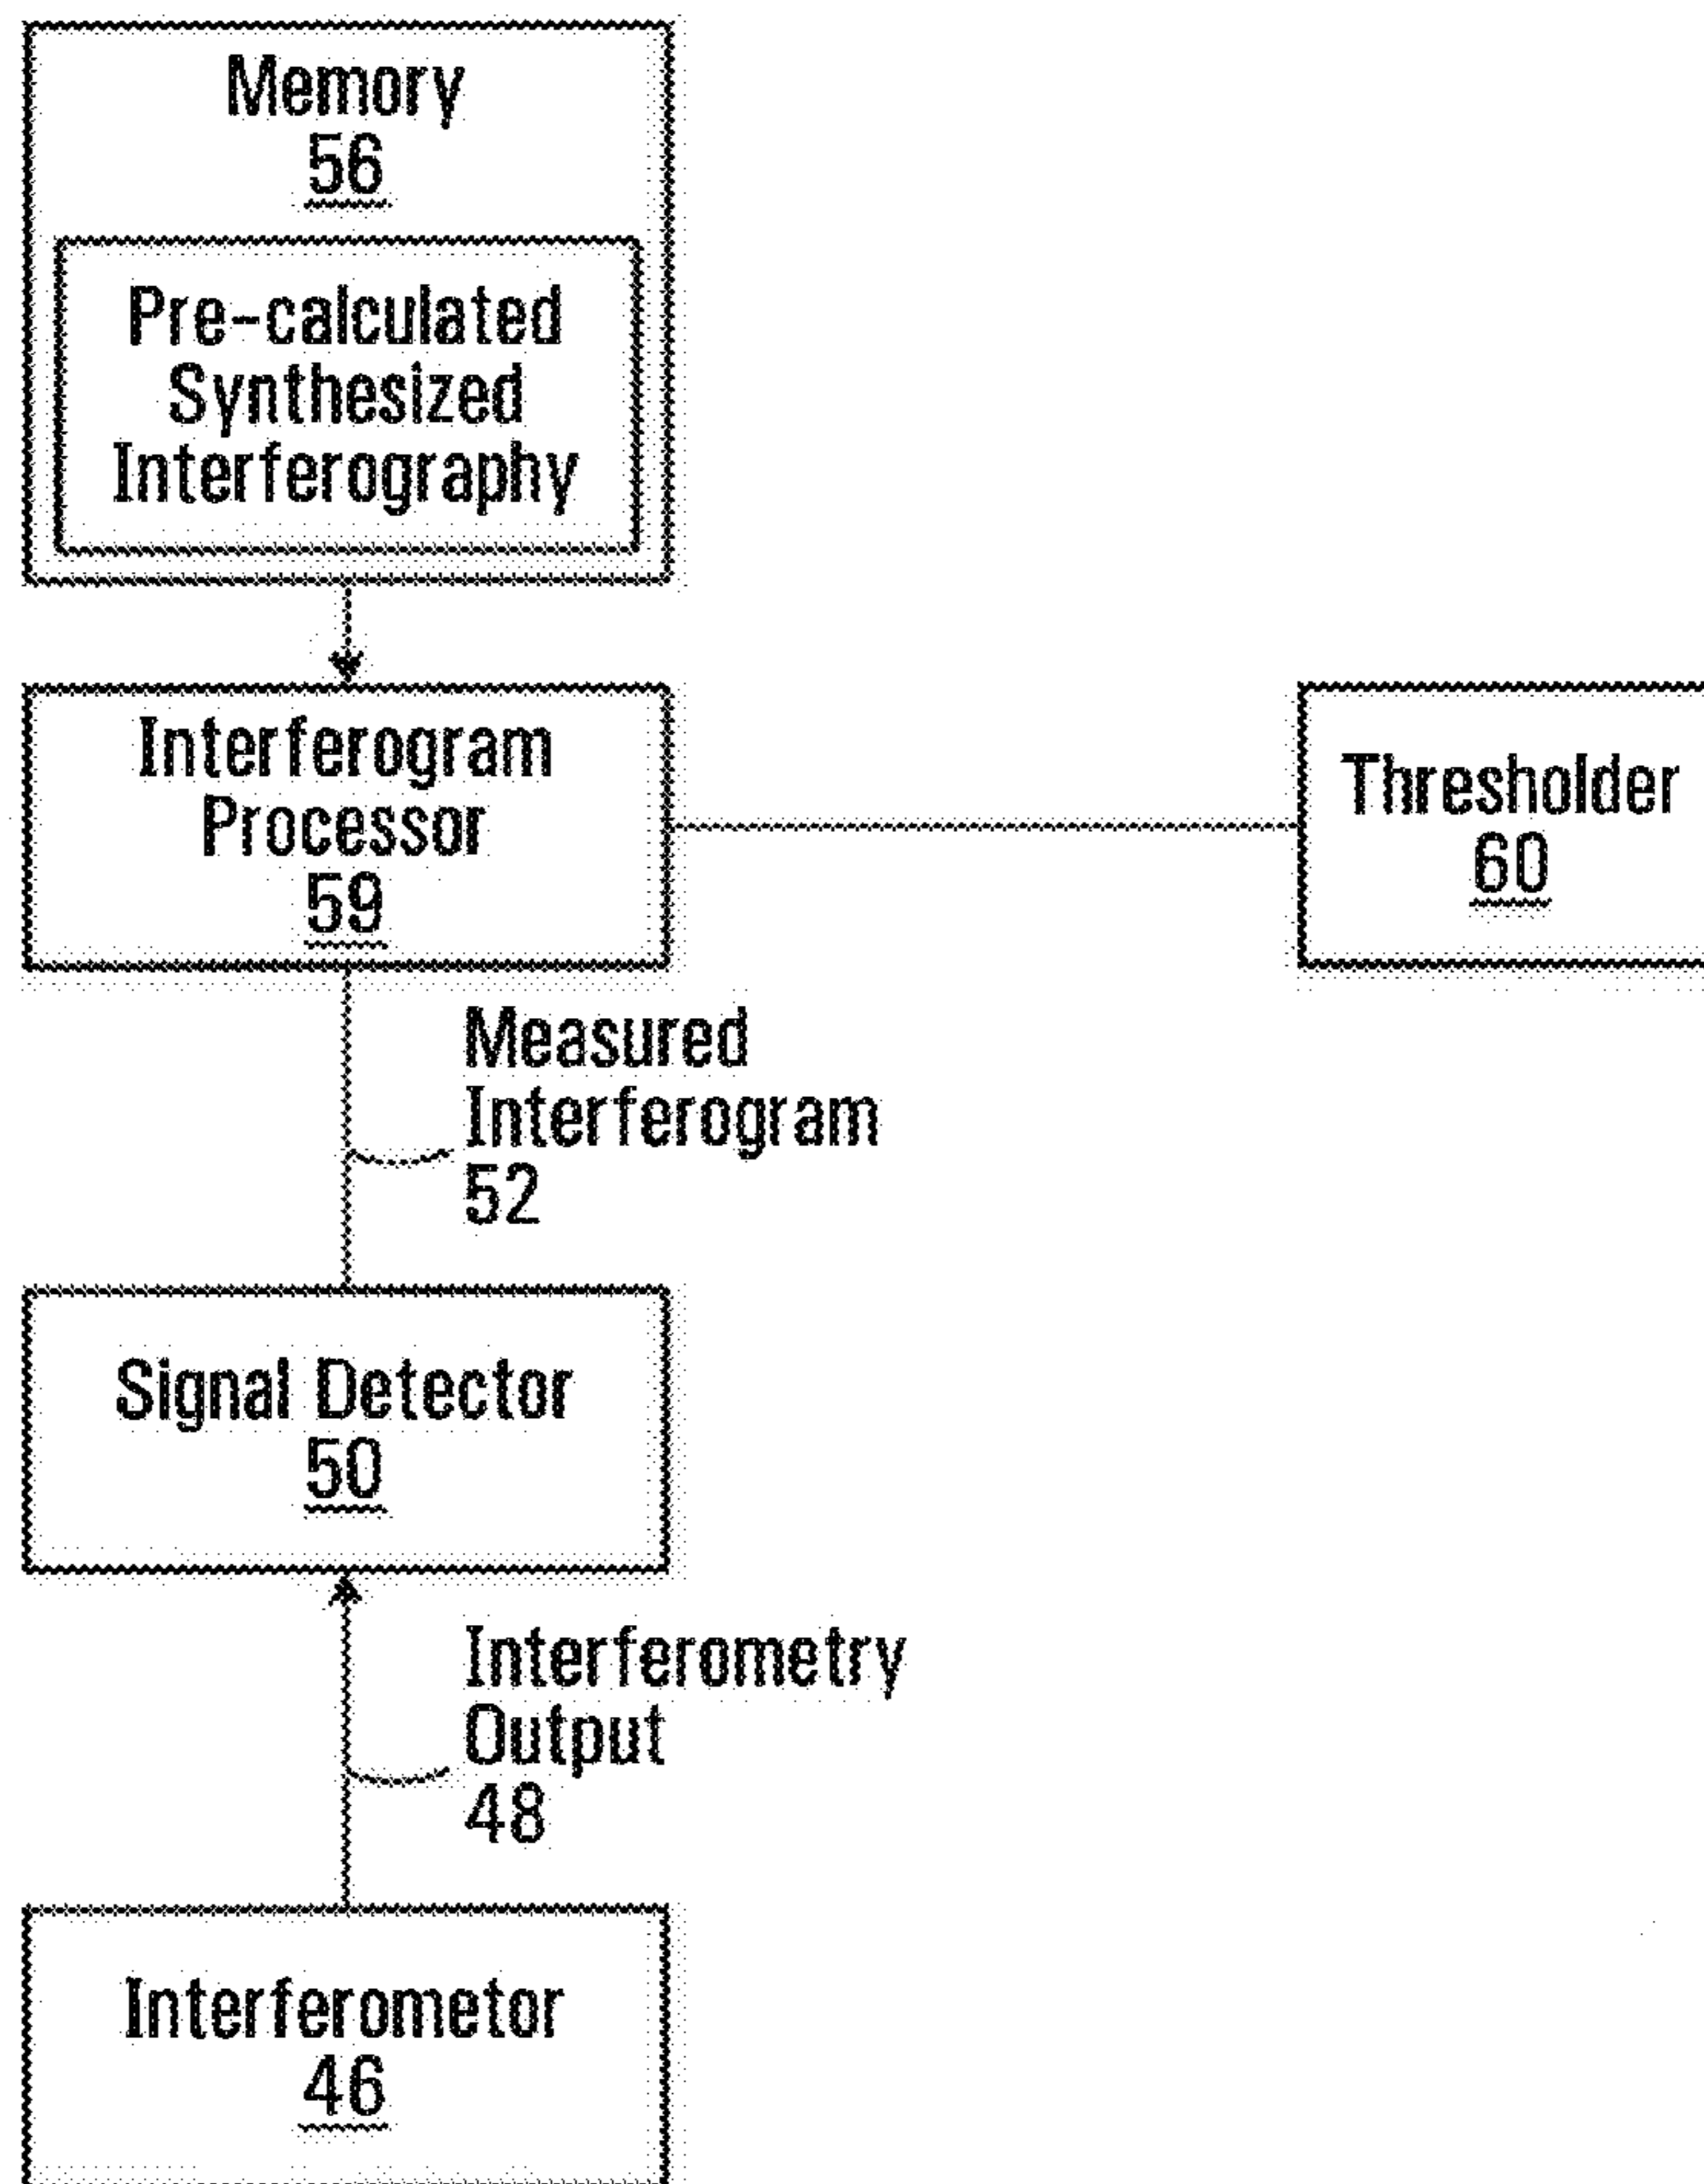 Memory
56
Pre-calculated
Synthesized
Interferography
Interferogram
Processor
59
Thresholder
60
Measured
Interferogram
52
Signal Detector
50
Interferometry
Output
48
Interferometor
46